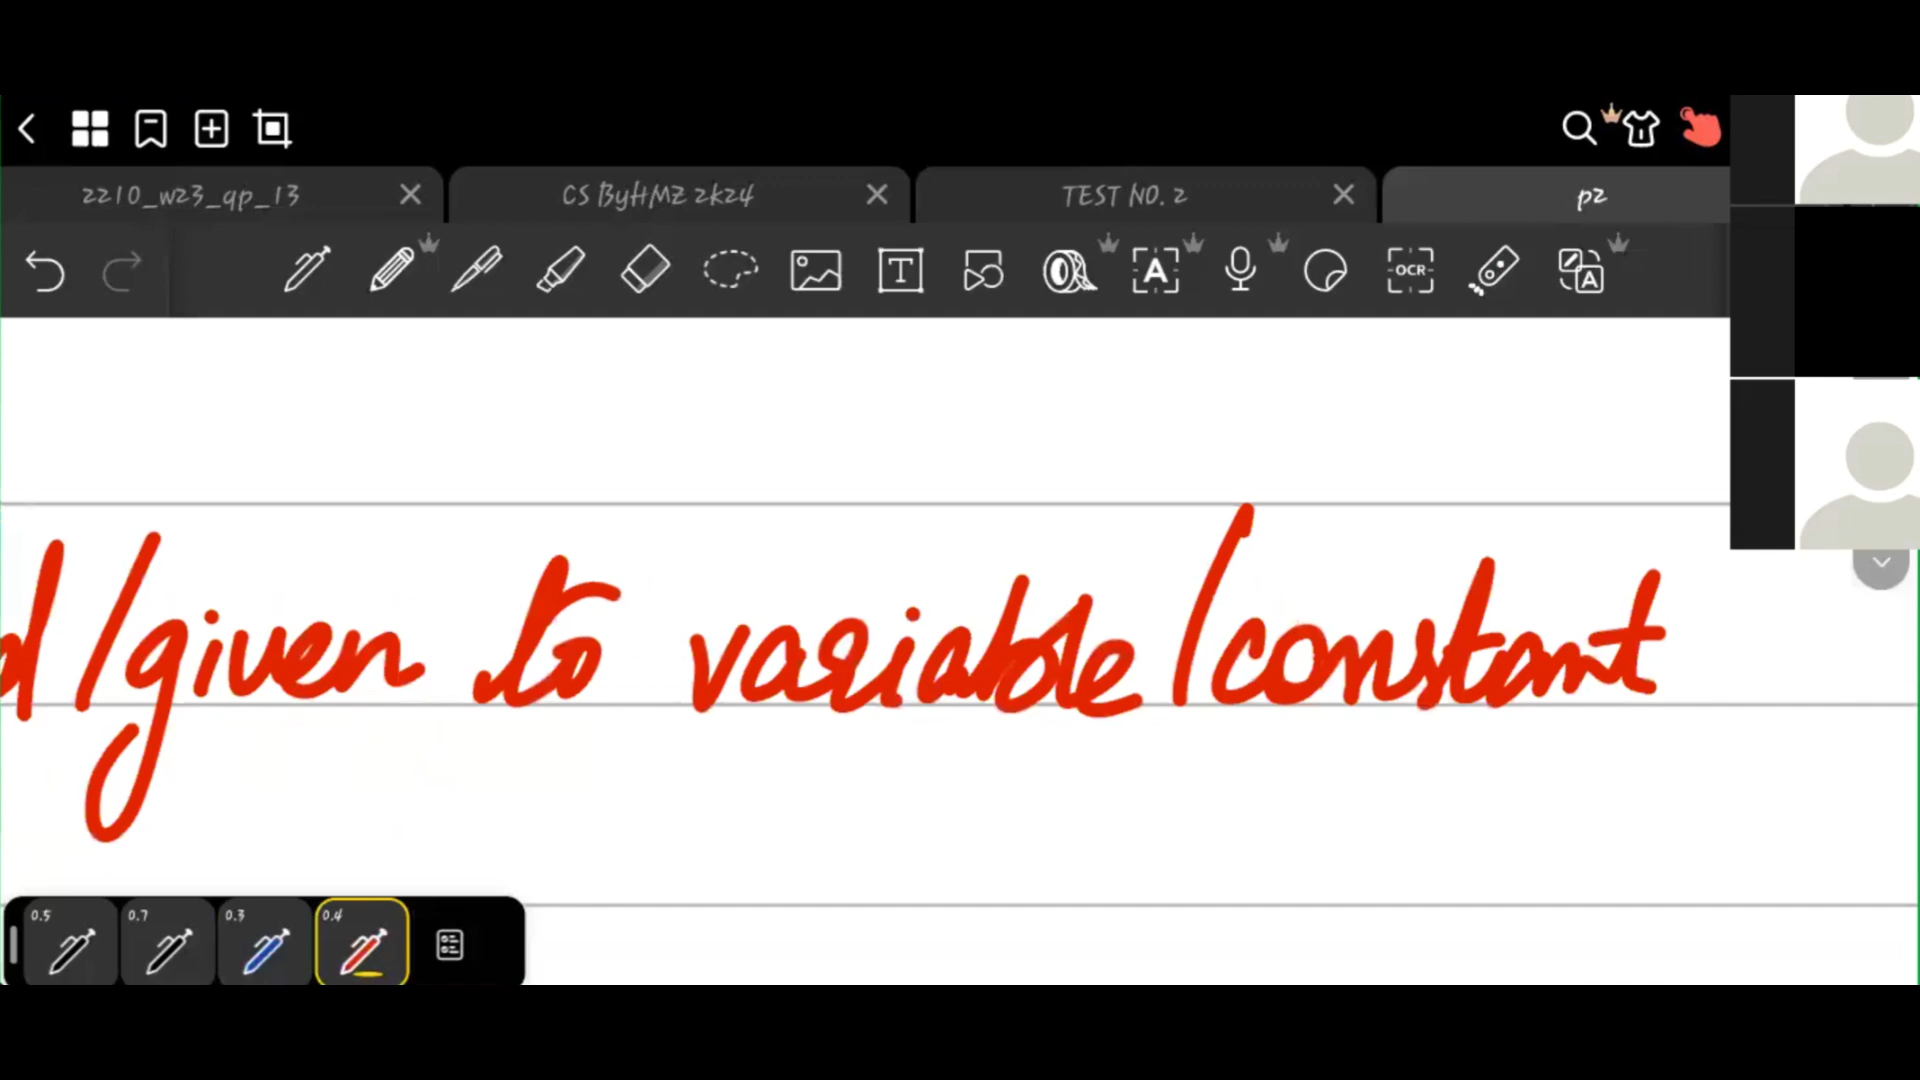 2210_w23_qp_13 CS ByHMZ 2k24 TEST NO. 2 p2
T A OCR A
d/given to variable/constant
0.5 0.7 0.3 0.4